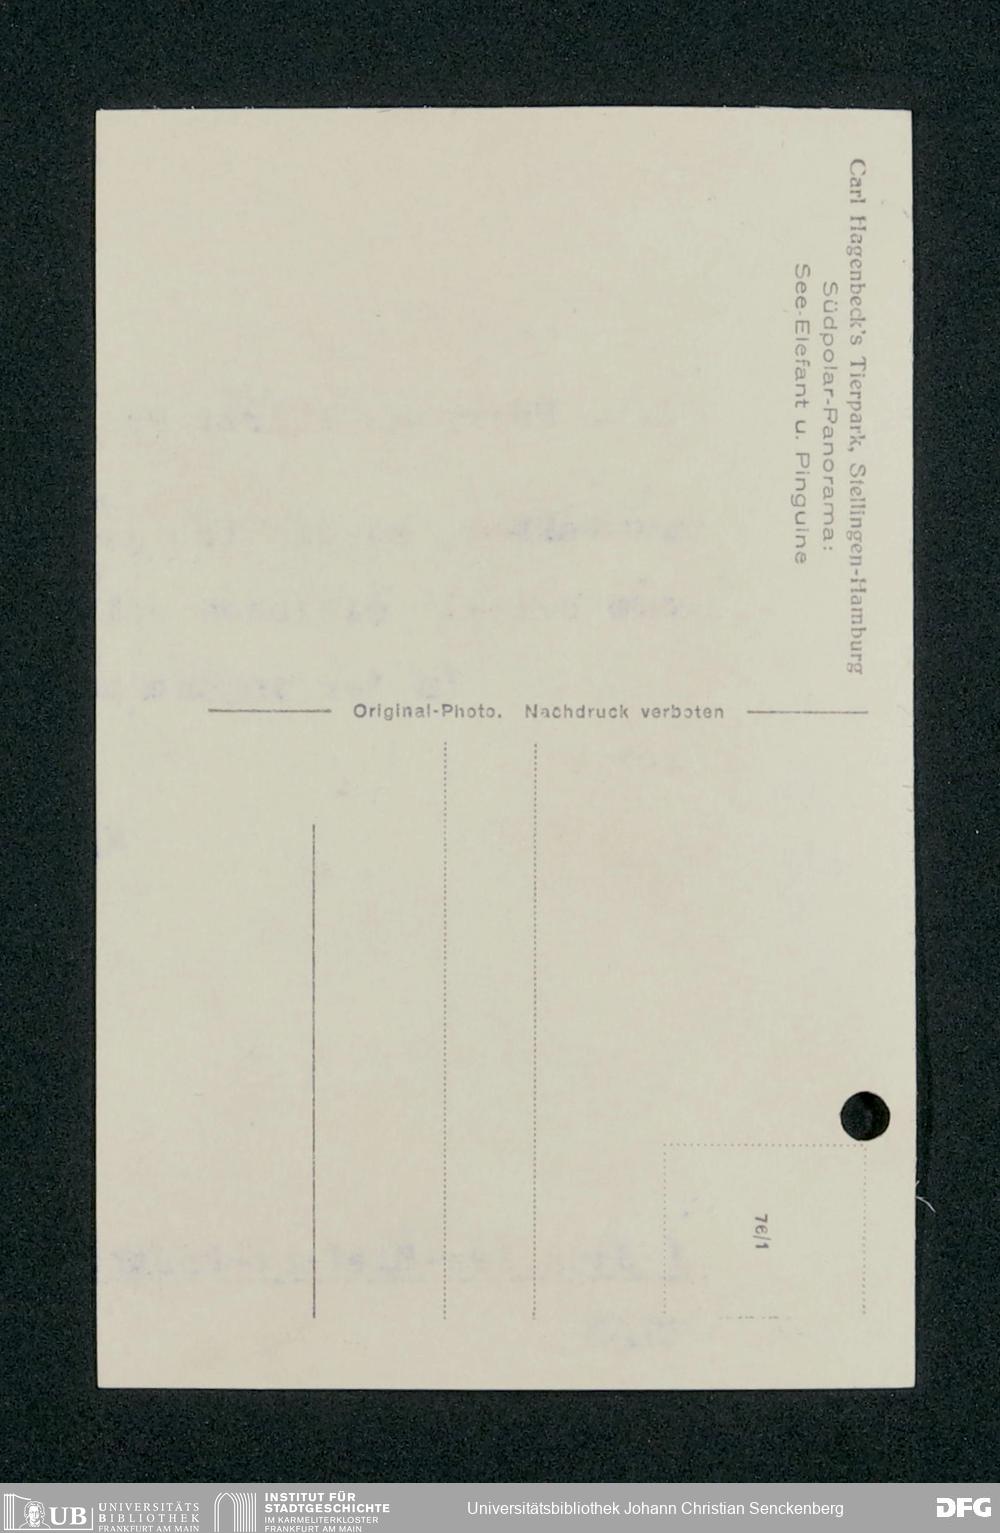 Carl Hagenbeck's Tierpark, Stellingen-Hamburg
Südpolar-Panorama:
See-Elefant u. Pinguine
Original-Photo. Nachdruck verboten
76/1
UB UNIVERSITÄTS
BIBLIOTHEK
FRANKFURT AM MAIN
INSTITUT FÜR
STADTGESCHICHTE
IM KARMELITERKLOSTER
FRANKFURT AM MAIN
Universitätsbibliothek Johann Christian Senckenberg
DFG